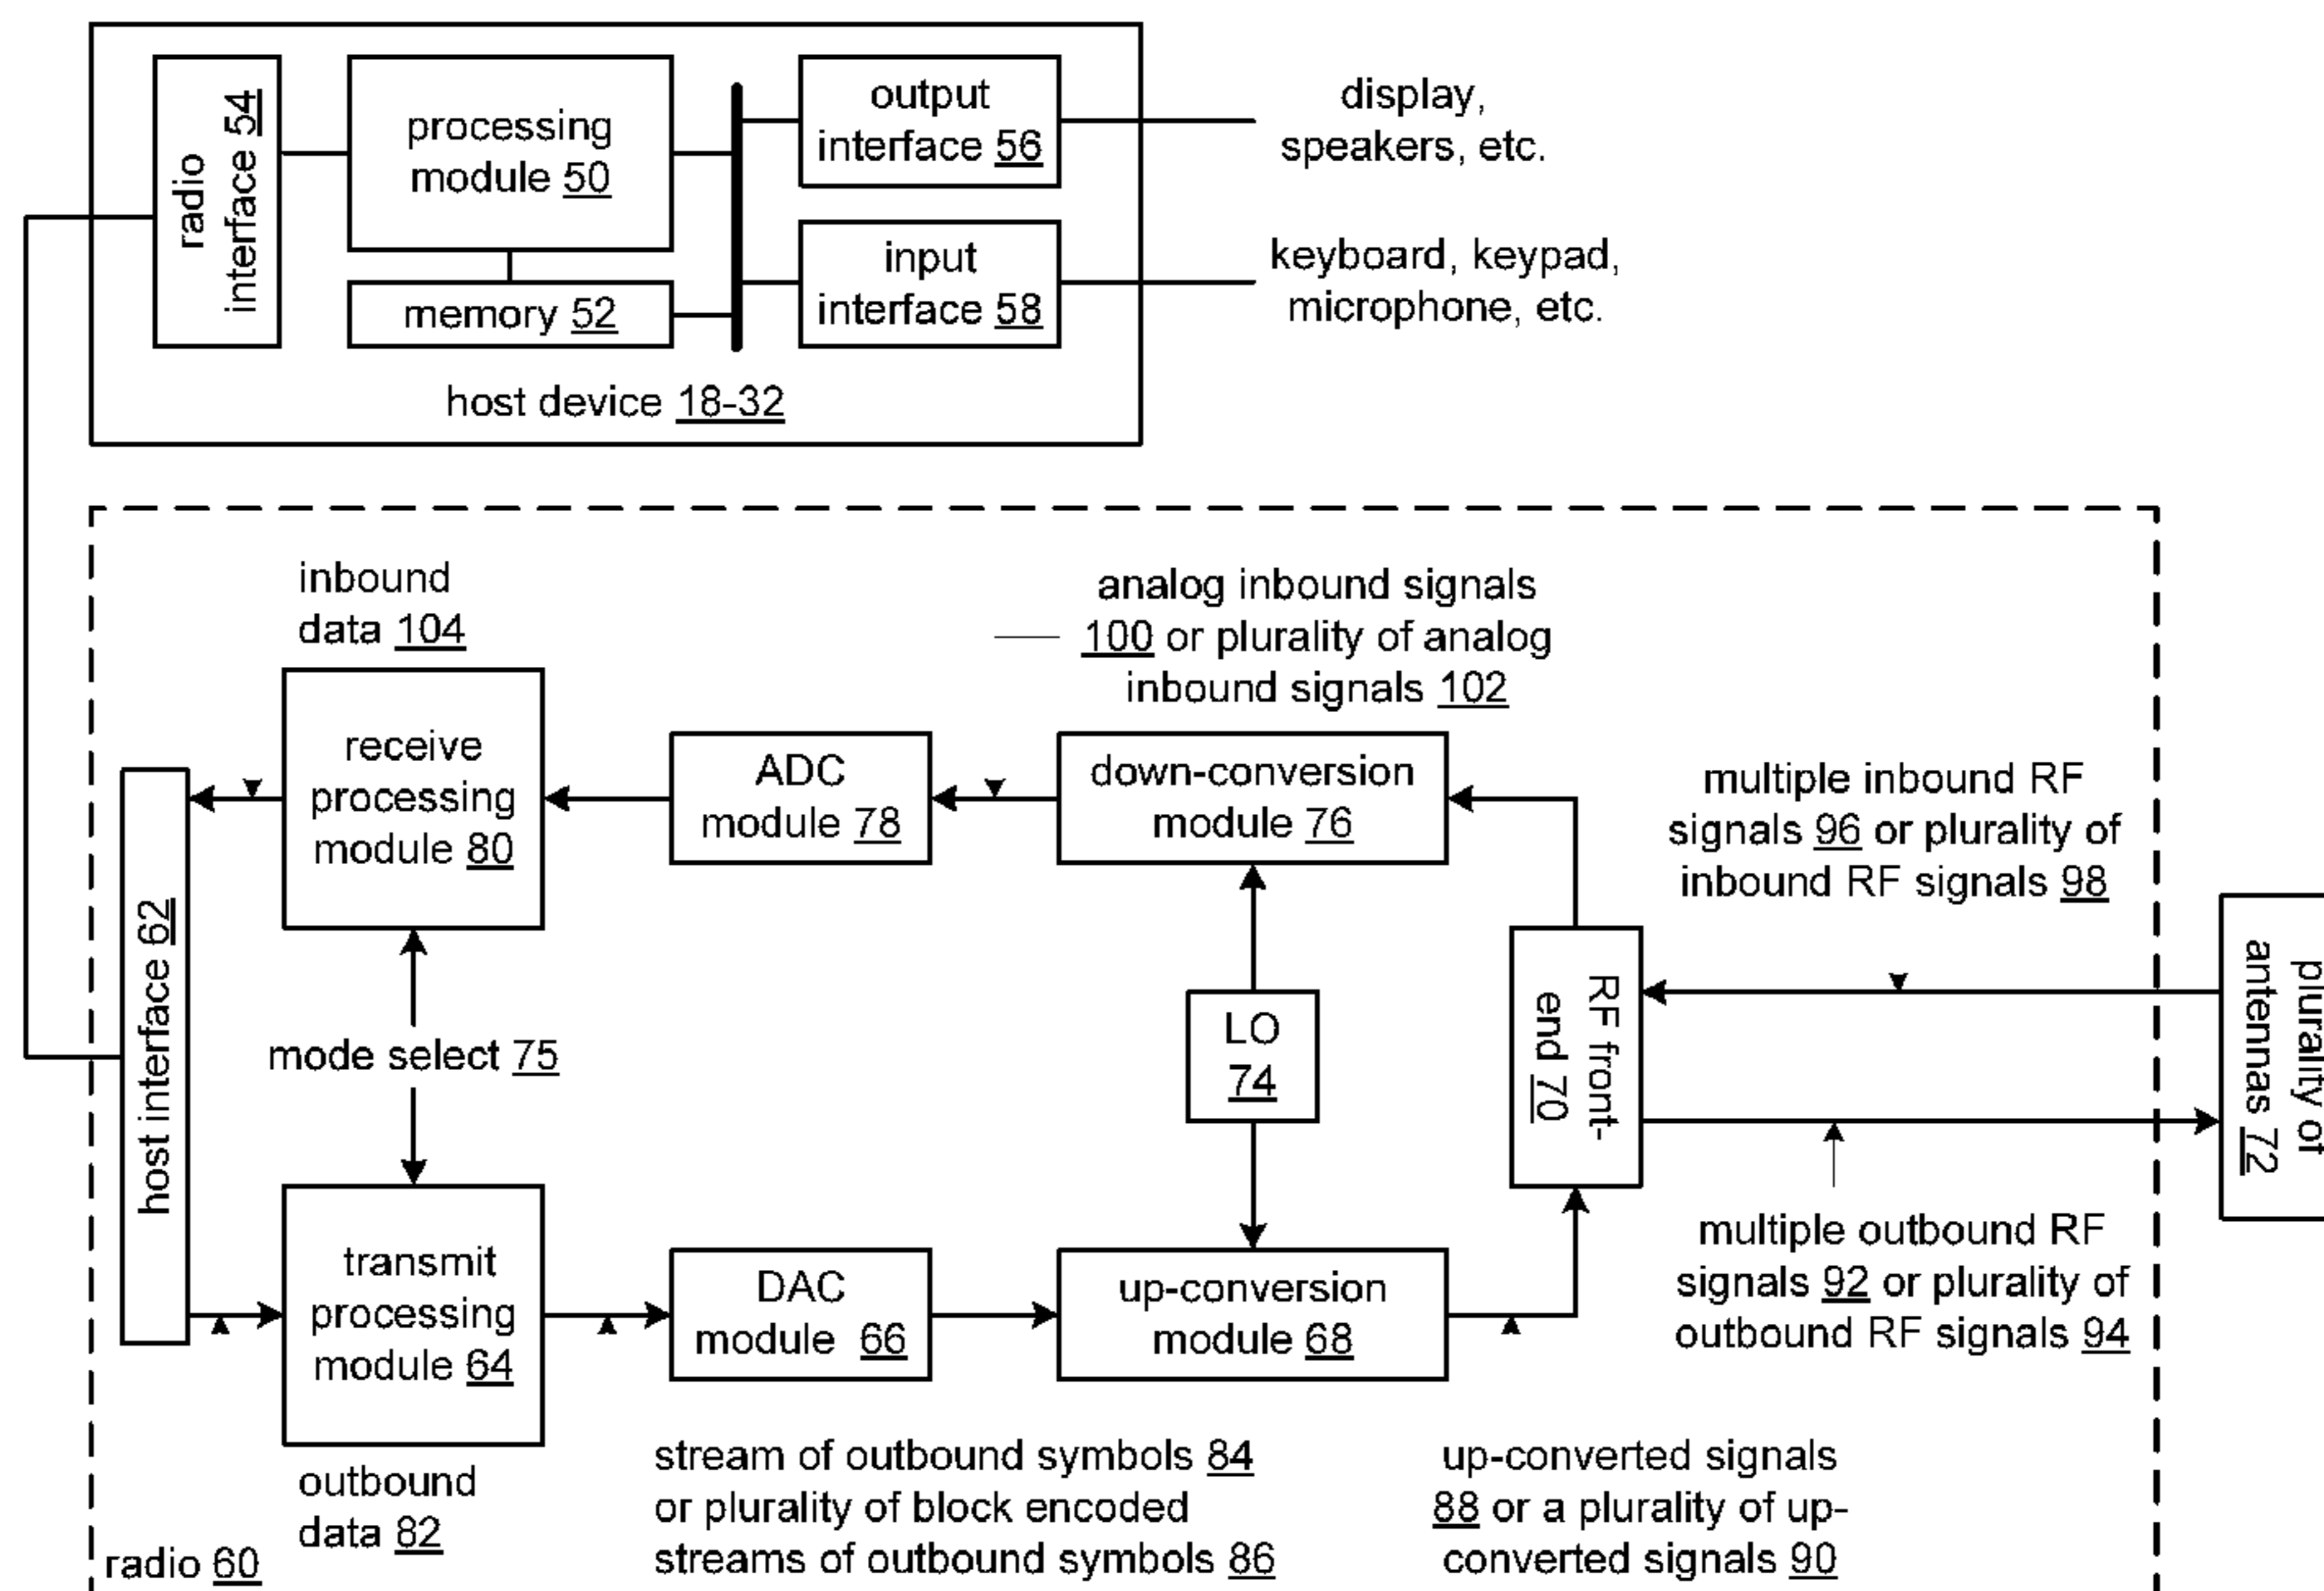 radio
interface 54
processing
module 50
memory 52
output
interface 56
input
interface 58
display,
speakers, etc.
keyboard, keypad,
microphone, etc.
host device 18-32
inbound
data 104
analog inbound signals
100 or plurality of analog
inbound signals 102
receive
processing
module 80
ADC
module 78
down-conversion
module 76
multiple inbound RF
signals 96 or plurality of
inbound RF signals 98
host interface 62
mode select 75
LO
74
RF front-
end 70
plurality of
antennas 72
transmit
processing
module 64
DAC
module 66
up-conversion
module 68
multiple outbound RF
signals 92 or plurality of
outbound RF signals 94
outbound
data 82
stream of outbound symbols 84
or plurality of block encoded
streams of outbound symbols 86
up-converted signals
88 or a plurality of up-
converted signals 90
radio 60